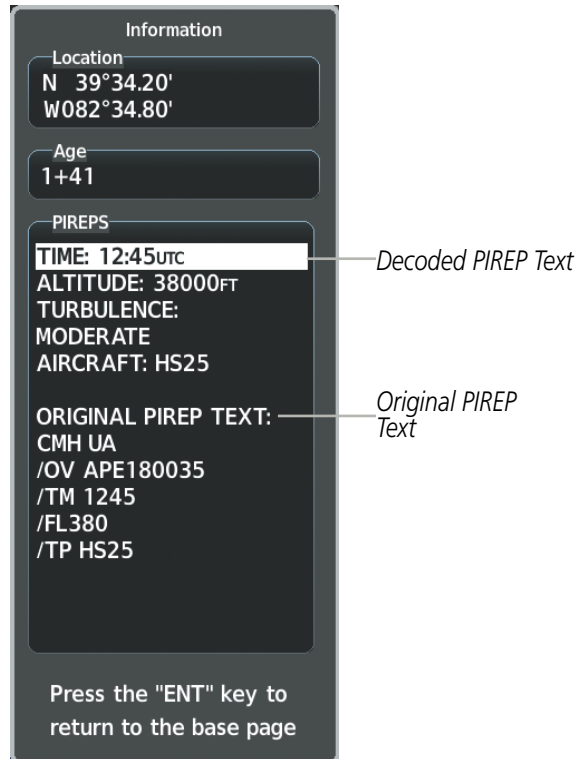 Information
Location
N 39°34.20'
W082°34.80'
Age
1+41
PIREPS
TIME: 12:45UTC
ALTITUDE: 38000FT
TURBULENCE:
MODERATE
AIRCRAFT: HS25
ORIGINAL PIREP TEXT:
CMH UA
/OV APE180035
/TM 1245
/FL380
/TP HS25
Press the "ENT" key to
return to the base page
Decoded PIREP Text
Original PIREP
Text